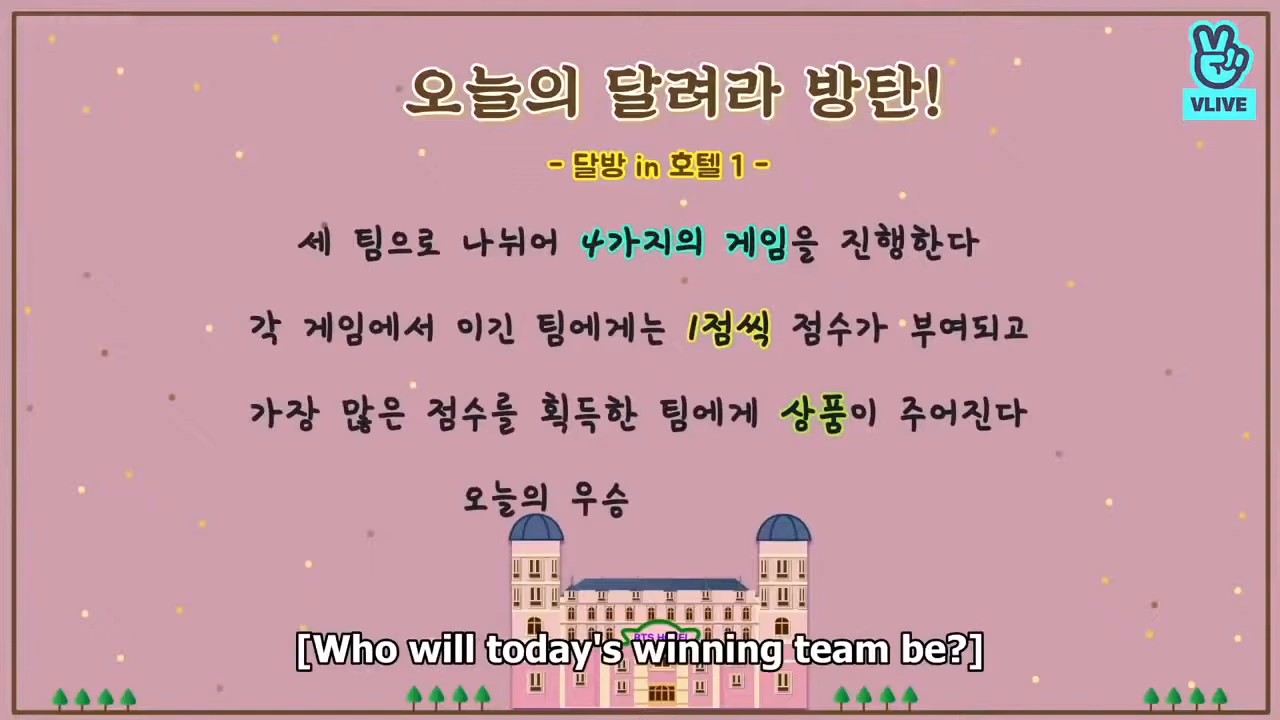 오늘의 달려라 방탄!
VLIVE
- 달방 in 호텔 1 -
세 팀으로 나뉘어 4가지의 게임을 진행한다
각 게임에서 이긴 팀에게는 1점씩 점수가 부여되고
가장 많은 점수를 획득한 팀에게 상품이 주어진다
오늘의 우승
BTS HOTEL
[Who will today's winning team be?]